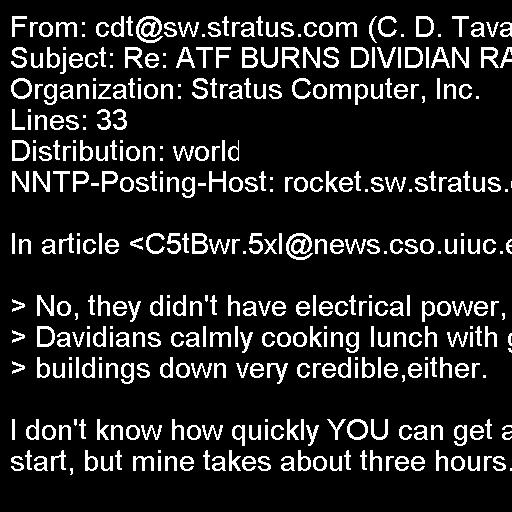 From: cdt@sw.stratus.com (C. D. Tava
Subject: Re: ATF BURNS DIVIDIAN RA
Organization: Stratus Computer, Inc.
Lines: 33
Distribution: world
NNTP-Posting-Host: rocket.sw.stratus.

In article <C5tBwr.5xl@news.cso.uiuc.e

> No, they didn't have electrical power,
> Davidians calmly cooking lunch with g
> buildings down very credible,either.

I don't know how quickly YOU can get a
start, but mine takes about three hours.